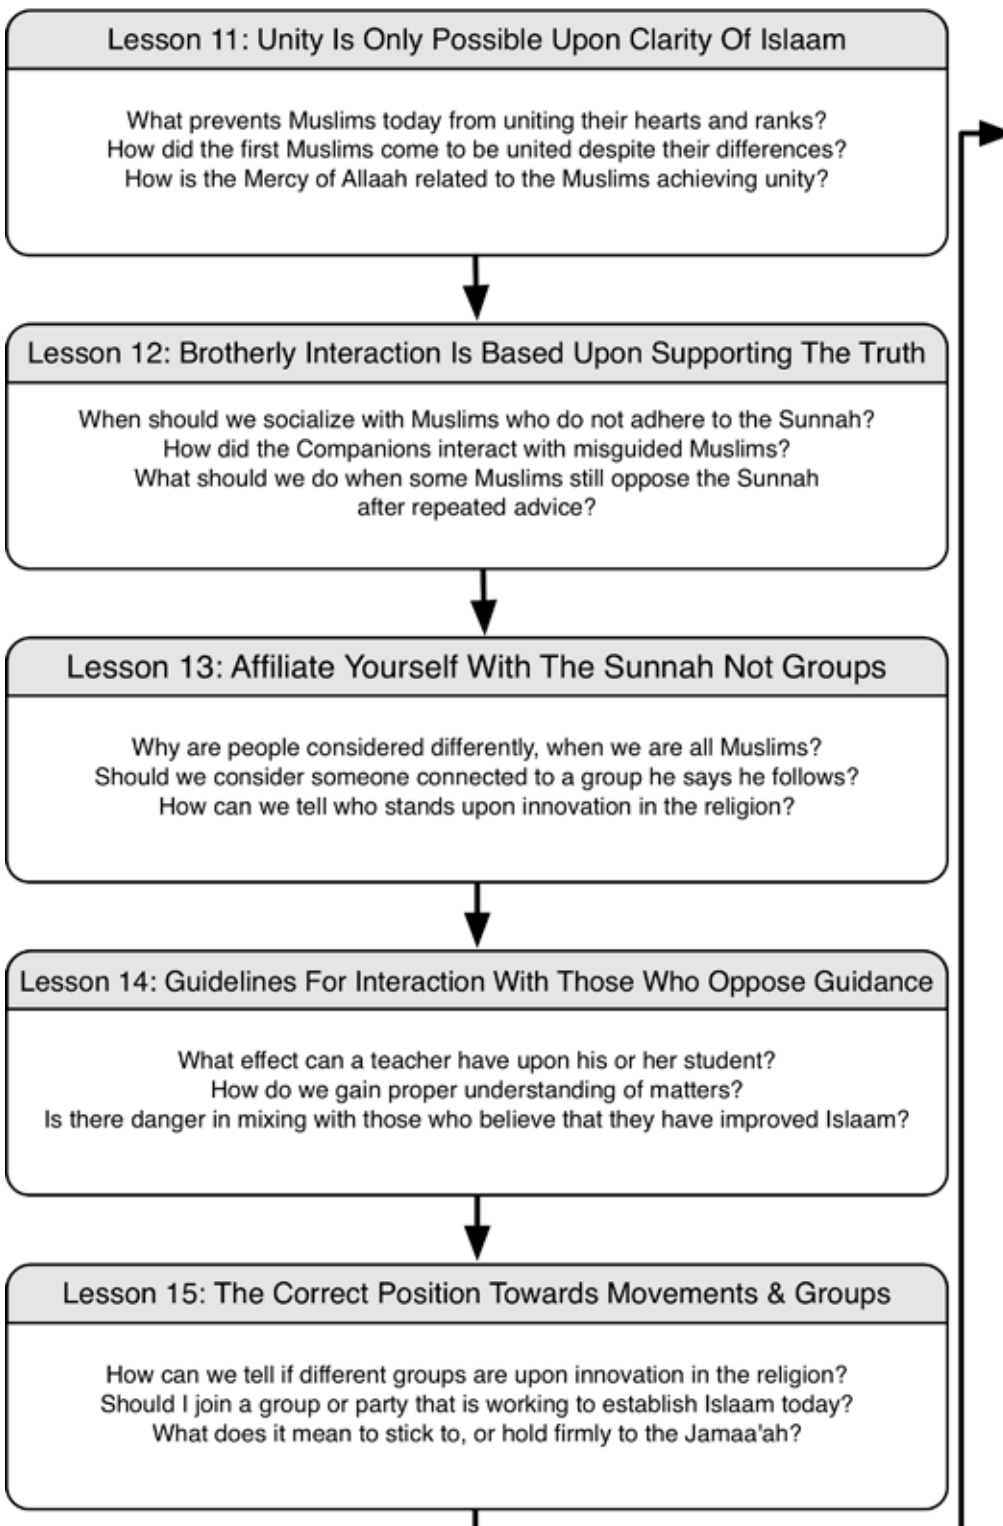 Lesson 11: Unity Is Only Possible Upon Clarity Of Islaam
What prevents Muslims today from uniting their hearts and ranks?
How did the first Muslims come to be united despite their differences?
How is the Mercy of Allaah related to the Muslims achieving unity?
Lesson 12: Brotherly Interaction Is Based Upon Supporting The Truth
When should we socialize with Muslims who do not adhere to the Sunnah?
How did the Companions interact with misguided Muslims?
What should we do when some Muslims still oppose the Sunnah
after repeated advice?
Lesson 13: Affiliate Yourself With The Sunnah Not Groups
Why are people considered differently, when we are all Muslims?
Should we consider someone connected to a group he says he follows?
How can we tell who stands upon innovation in the religion?
Lesson 14: Guidelines For Interaction With Those Who Oppose Guidance
What effect can a teacher have upon his or her student?
How do we gain proper understanding of matters?
Is there danger in mixing with those who believe that they have improved Islaam?
Lesson 15: The Correct Position Towards Movements & Groups
How can we tell if different groups are upon innovation in the religion?
Should I join a group or party that is working to establish Islaam today?
What does it mean to stick to, or hold firmly to the Jamaa'ah?